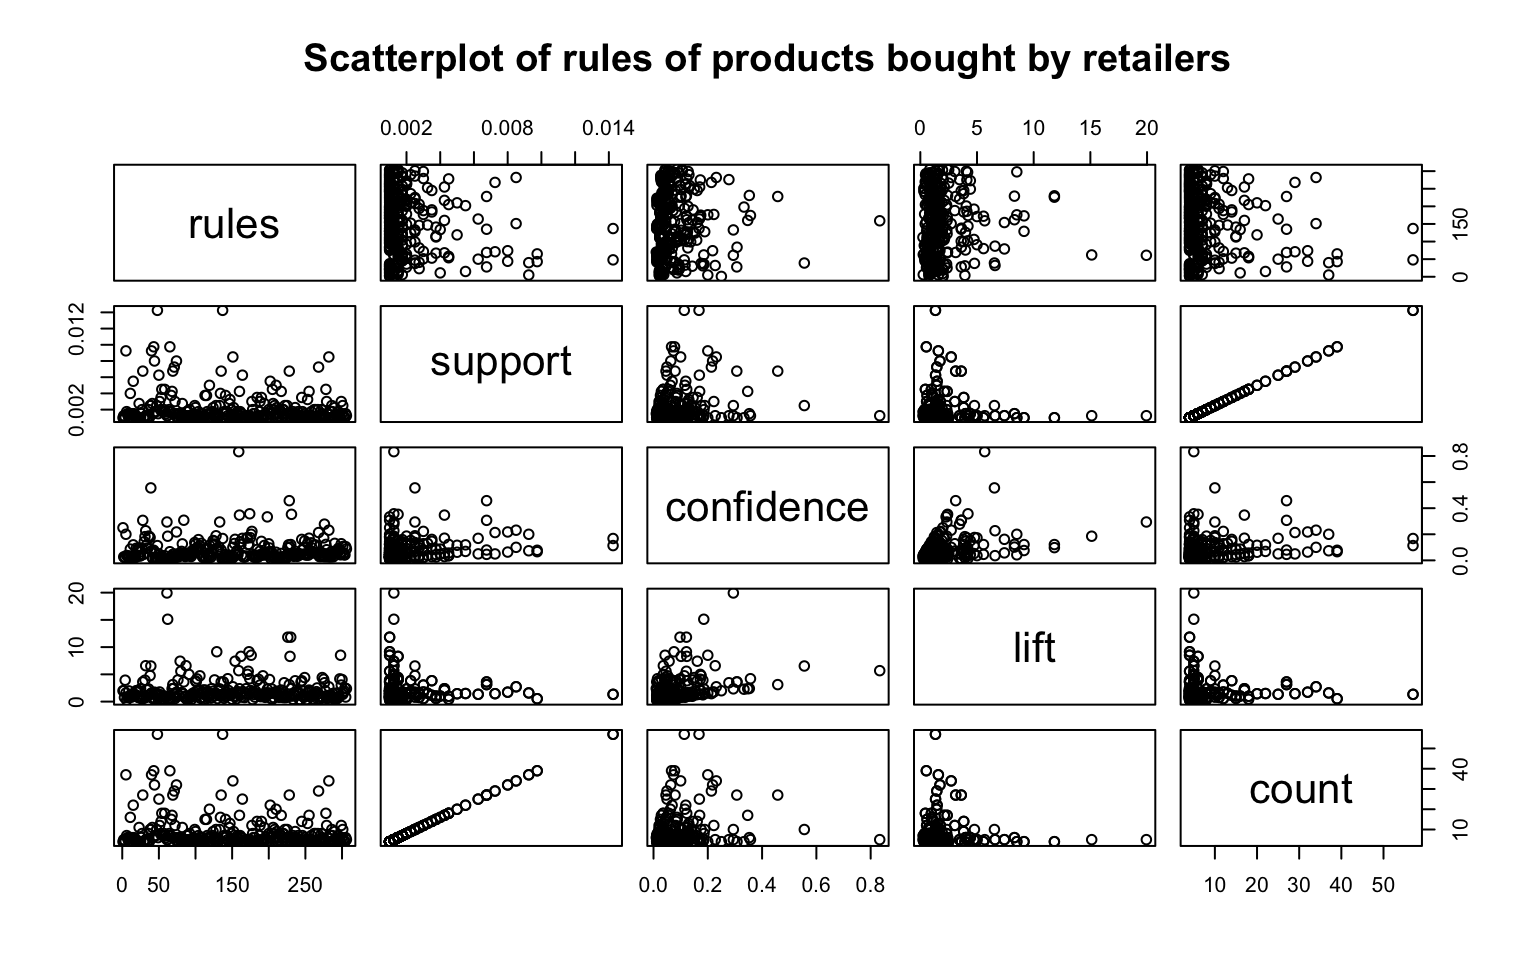 Scatterplot of rules of products bought by retailers
0.002 0.008 0.014 0 5 10 15 20
rules
0 150
0.002 0.012
support
confidence
0.0 0.4 0.8
0 10 20
lift
count
10 40
0 50 150 250 0.0 0.2 0.4 0.6 0.8 10 20 30 40 50